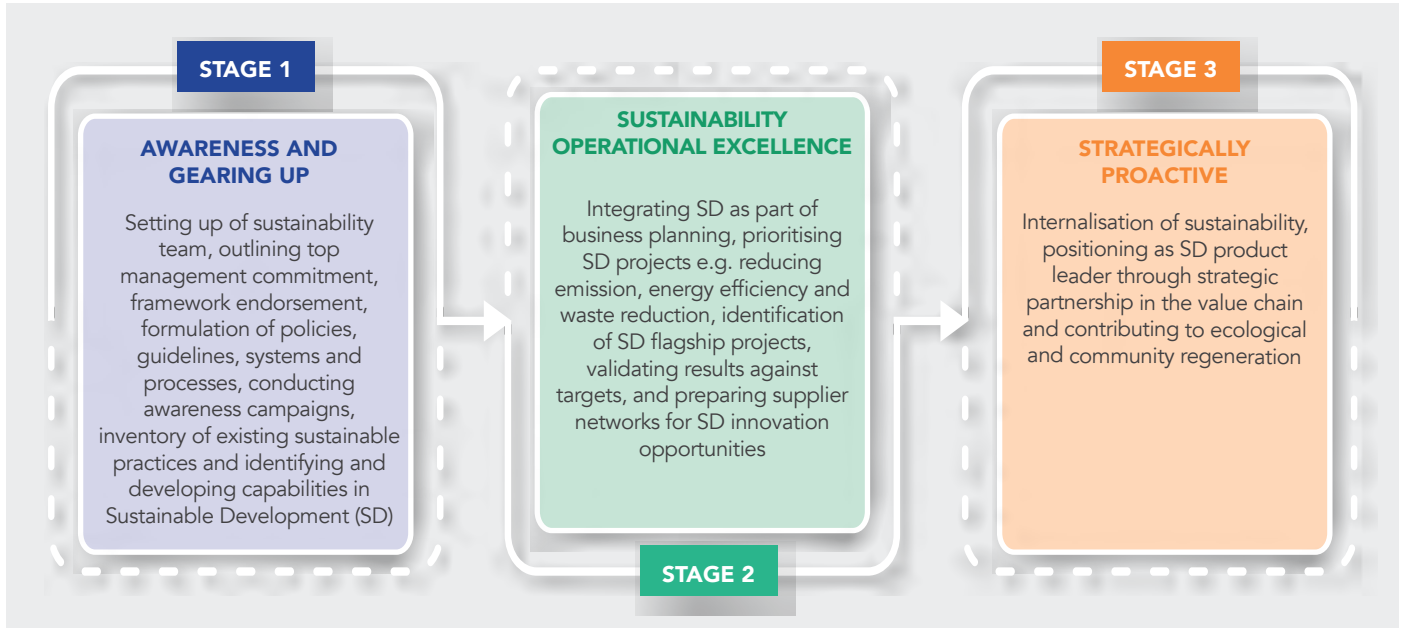 STAGE 1
AWARENESS AND
GEARING UP
Setting up of sustainability
team, outlining top
management commitment,
framework endorsement,
formulation of policies,
guidelines, systems and
processes, conducting
awareness campaigns,
inventory of existing sustainable
practices and identifying and
developing capabilities in
Sustainable Development (SD)
SUSTAINABILITY
OPERATIONAL EXCELLENCE
Integrating SD as part of
business planning, prioritising
SD projects e.g. reducing
emission, energy efficiency and
waste reduction, identification
of SD flagship projects,
validating results against
targets, and preparing supplier
networks for SD innovation
opportunities
STAGE 2
STAGE 3
STRATEGICALLY
PROACTIVE
Internalisation of sustainability,
positioning as SD product
leader through strategic
partnership in the value chain
and contributing to ecological
and community regeneration